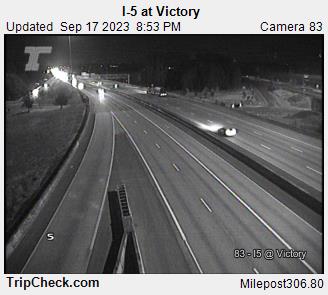 I-5 at Victory
Updated Sep 17 2023 8:53 PM Camera 83
S
83 - I5 @ Victory
TripCheck.com Milepost306.80